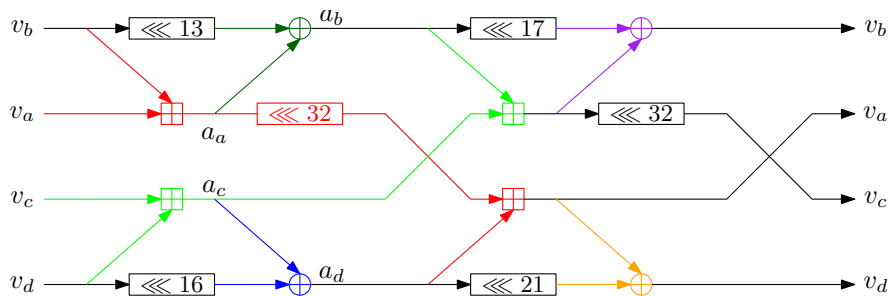 v_b ⋘ 13 a_b ⋘ 17 v_b
v_a a_a ⋘ 32 ⋘ 32 v_a
v_c a_c v_c
v_d ⋘ 16 a_d ⋘ 21 v_d